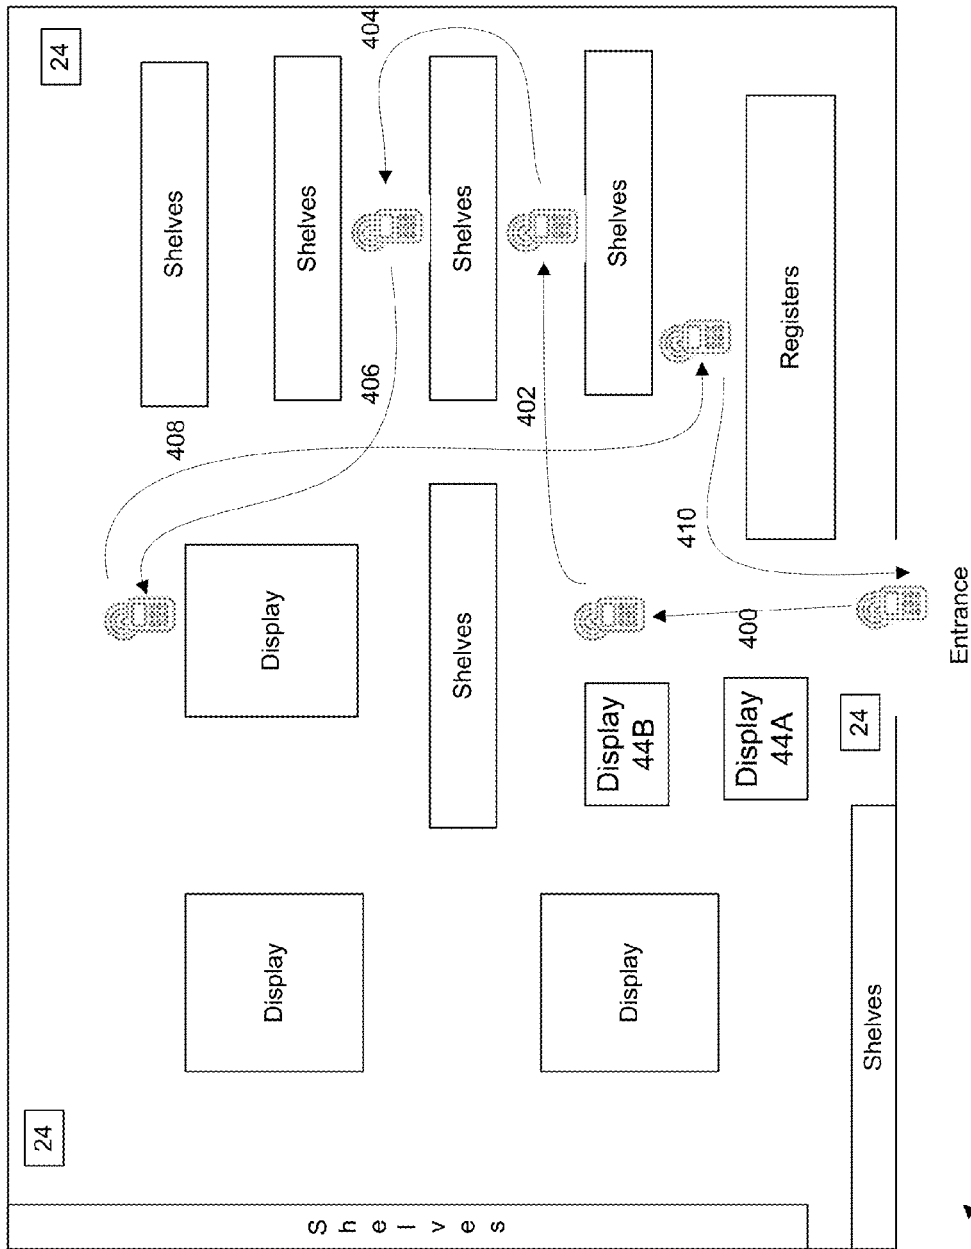 24
404
Shelves
Shelves
Shelves
Shelves
Registers
406
402
408
410
Display
Shelves
400
Entrance
Display
44B
Display
44A
24
Display
Display
Shelves
24
Shelves